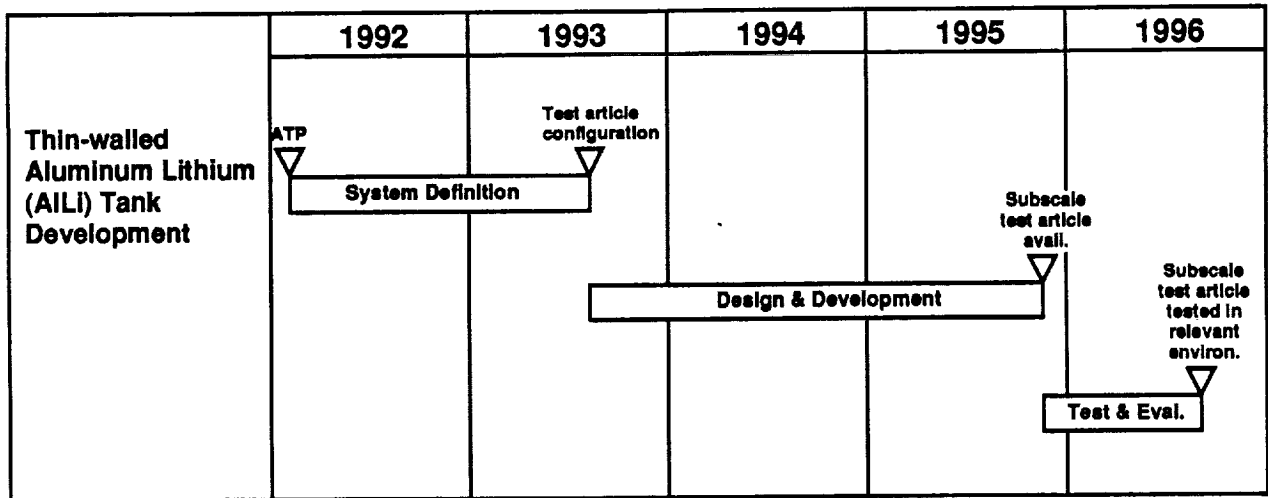 1992 1993 1994 1995 1996
Thin-walled
Aluminum Lithium
(AlLi) Tank
Development
ATP
Test article
configuration
System Definition
Subscale
test article
avail.
Design & Development
Subscale
test article
tested in
relevant
environ.
Test & Eval.